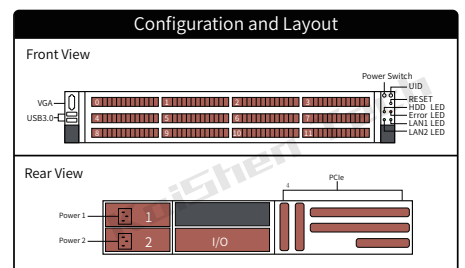 Configuration and Layout
Front View
Power Switch
UID
VGA
RESET
USB3.0
HDD LED
Error LED
LAN1 LED
LAN2 LED
0 1 2 3
4 5 6 7
8 9 10 11
Rear View
PCIe
4
Power 1
1
Power 2
2
I/O